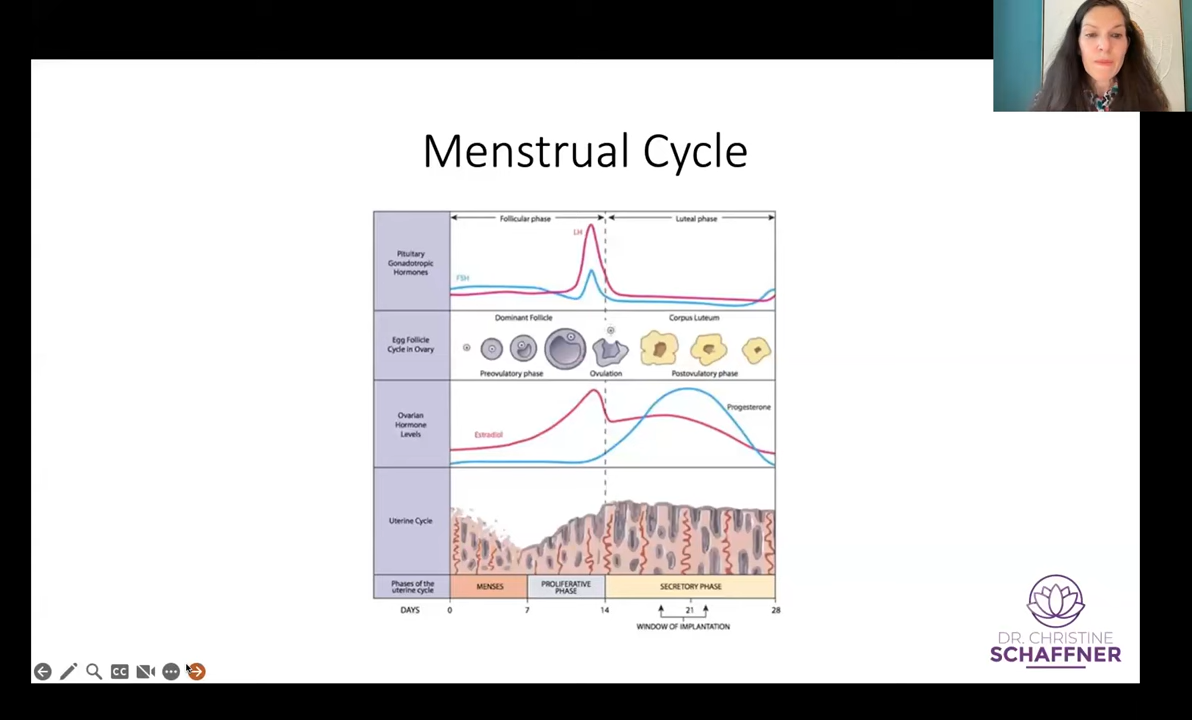 Menstrual Cycle
Follicular phase
Luteal phase
Pituitary
Gonadotropic
Hormones
LH
FSH
Dominant Follicle
Corpus Luteum
Egg Follicle
Cycle in Ovary
Preovulatory phase
Ovulation
Postovulatory phase
Ovarian
Hormone
Levels
Estradiol
Progesterone
Uterine Cycle
Phases of the
uterine cycle
MENSES
PROLIFERATIVE
PHASE
SECRETORY PHASE
DAYS 0 7 14 21 28
WINDOW OF IMPLANTATION
DR. CHRISTINE
SCHAFFNER
CC